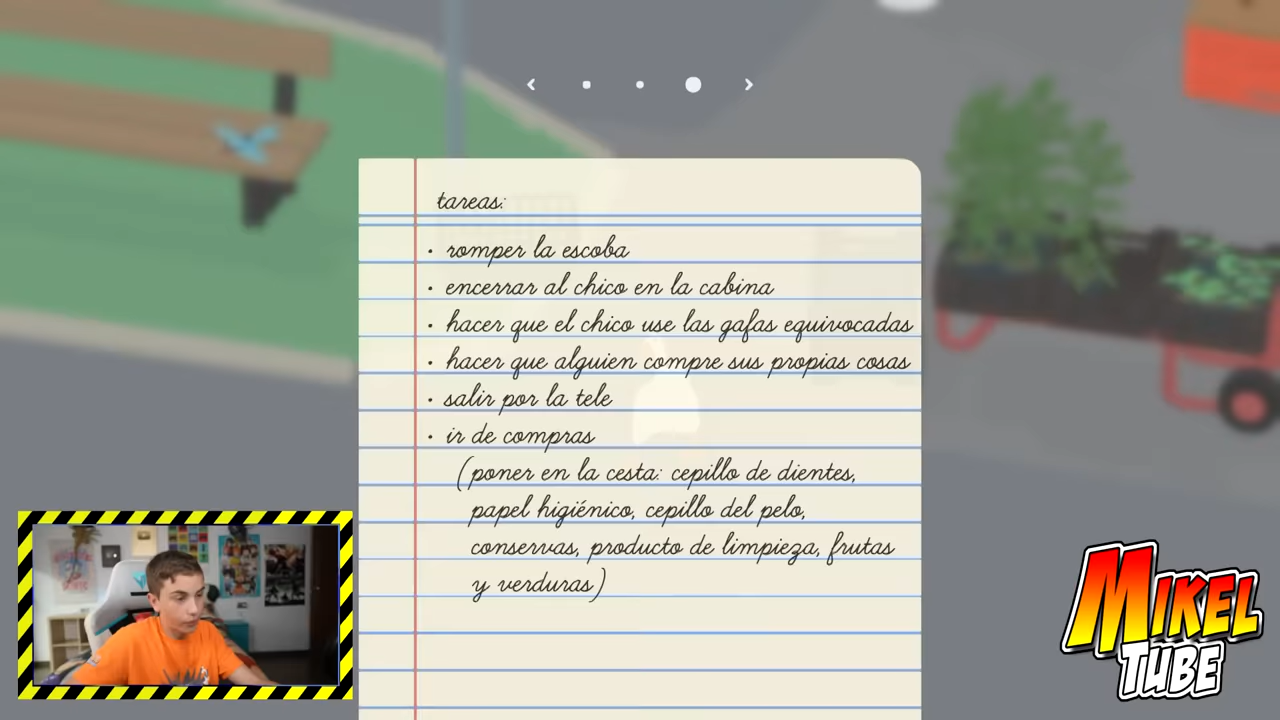 tareas:
· romper la escoba
· encerrar al chico en la cabina
· hacer que el chico use las gafas equivocadas
· hacer que alguien compre sus propias cosas
· salir por la tele
· ir de compras
(poner en la cesta: cepillo de dientes,
papel higiénico, cepillo del pelo,
conservas, producto de limpieza, frutas
y verduras)
MIKEL
TUBE